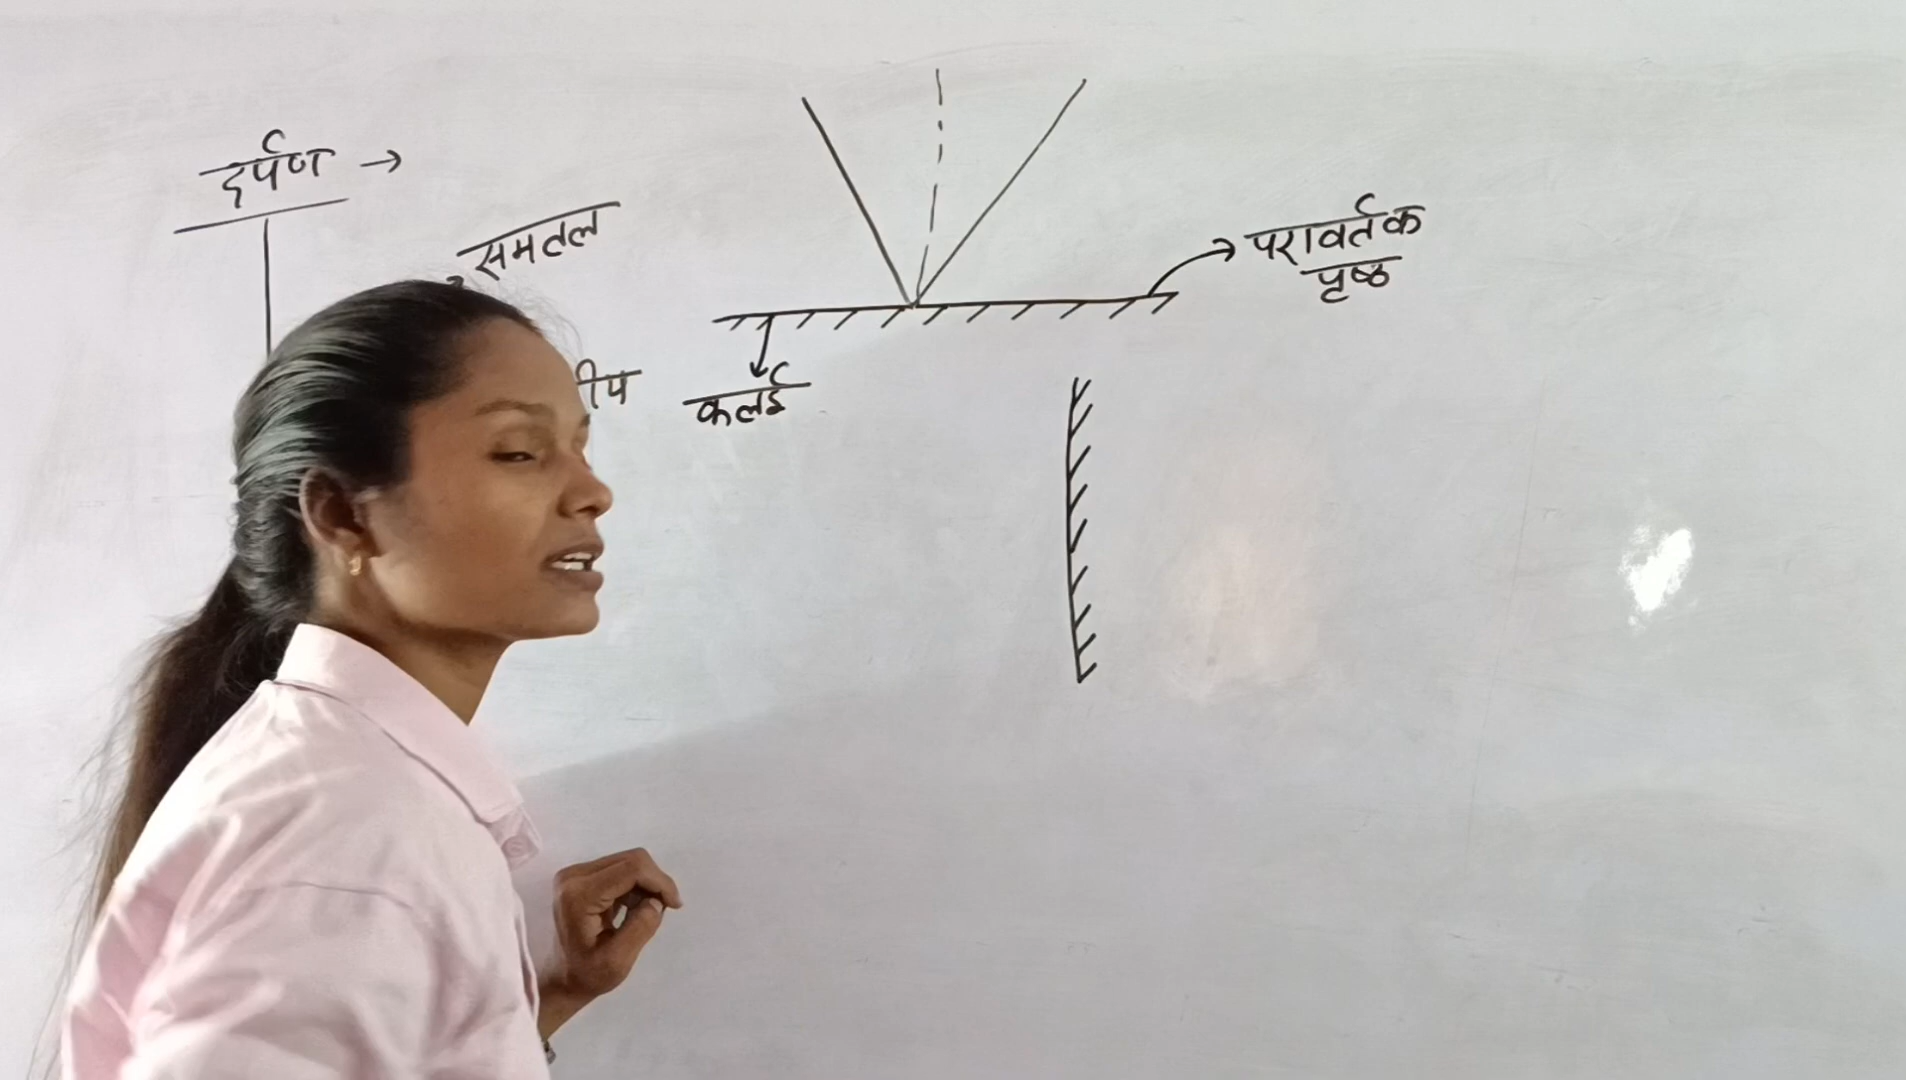 दर्पण →
समतल
परावर्तक
पृष्ठ
कलई